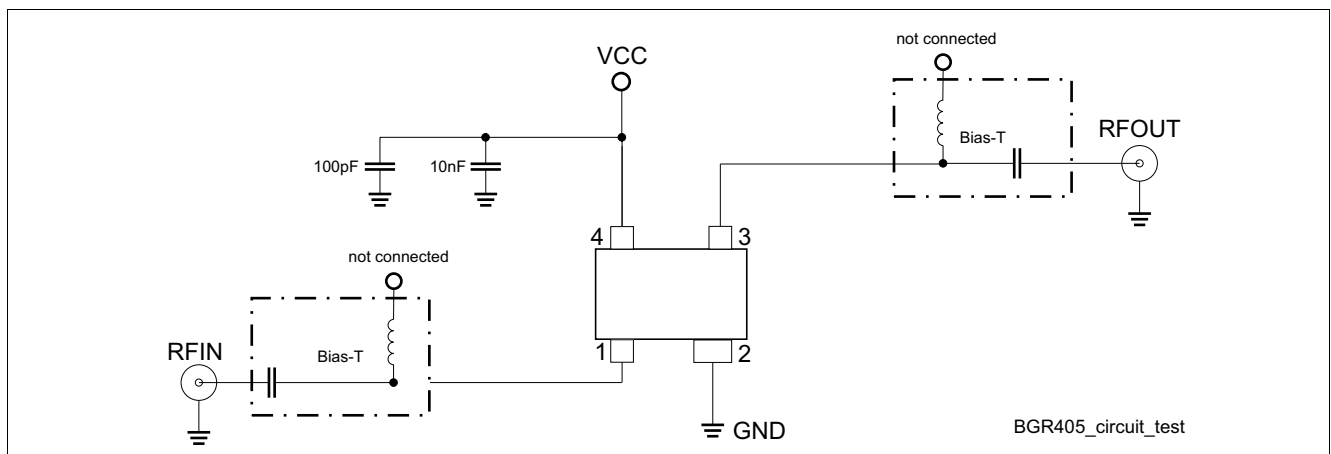 not connected
VCC
Bias-T
RFOUT
100pF
10nF
4
3
not connected
RFIN
Bias-T
1
2
GND
BGR405_circuit_test